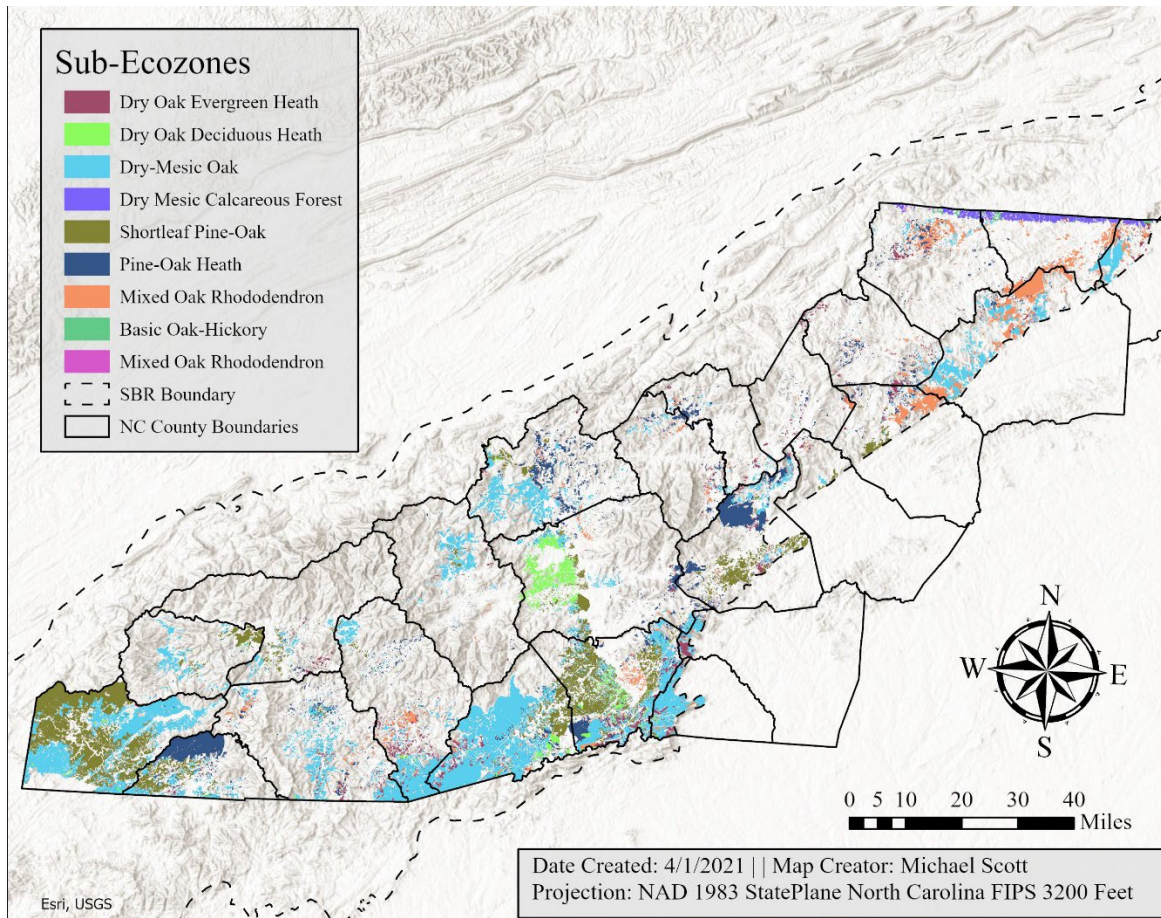 Sub-Ecozones
Dry Oak Evergreen Heath
Dry Oak Deciduous Heath
Dry-Mesic Oak
Dry Mesic Calcareous Forest
Shortleaf Pine-Oak
Pine-Oak Heath
Mixed Oak Rhododendron
Basic Oak-Hickory
Mixed Oak Rhododendron
SBR Boundary
NC County Boundaries
N
W E
S
0 5 10 20 30 40
Miles
Date Created: 4/1/2021 | | Map Creator: Michael Scott
Projection: NAD 1983 StatePlane North Carolina FIPS 3200 Feet
Esri, USGS